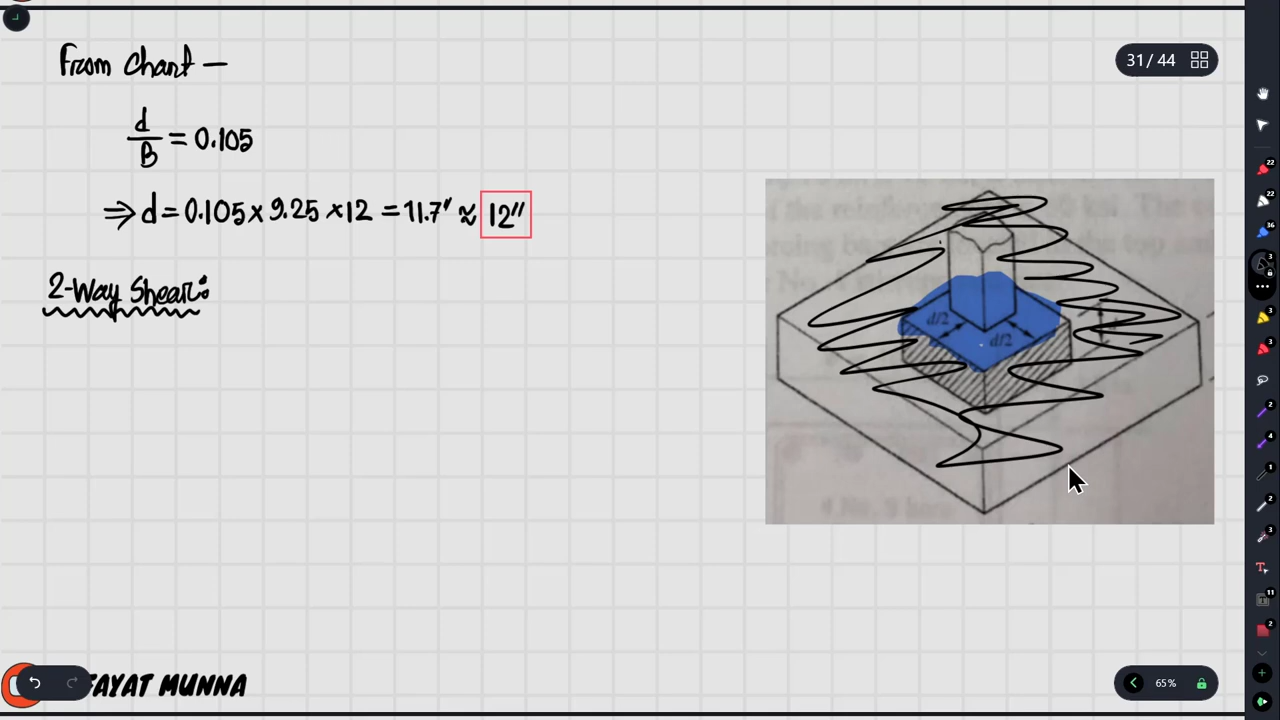 From Chart —
31 / 44
d/B = 0.105
⇒ d = 0.105 × 9.25 × 12 = 11.7" ≈ 12"
2-Way Shear:
d/2
d/2
FAYAT MUNNA
65%